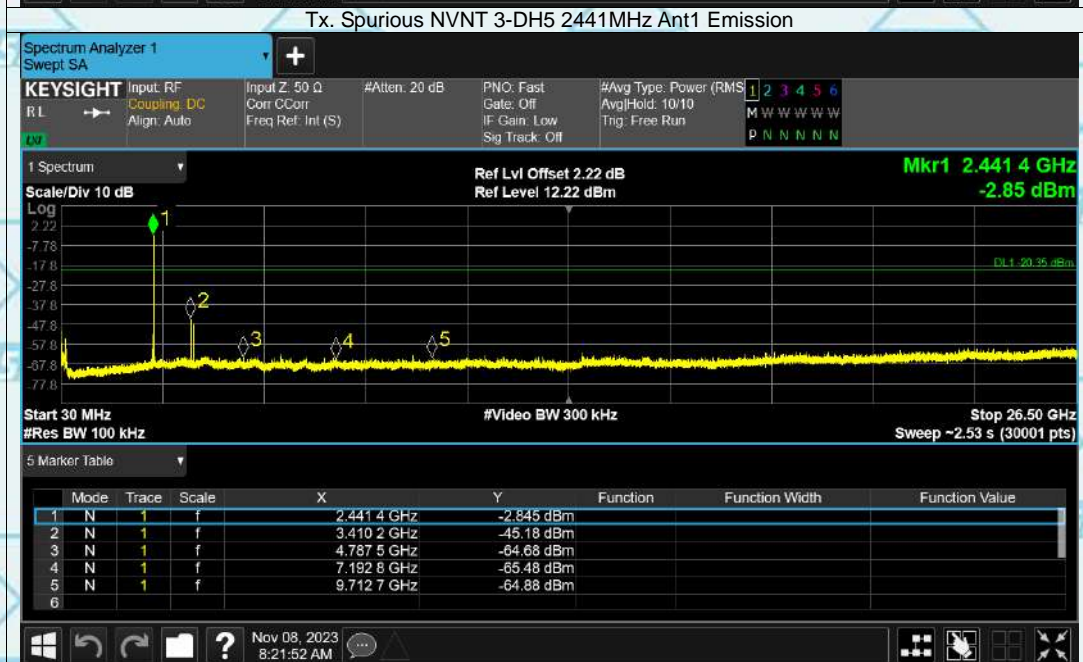 Tx. Spurious NVNT 3-DH5 2441MHz Ant1 Emission
Spectrum Analyzer 1
Swept SA
+
KEYSIGHT Input: RF Input Z: 50 Ω #Atten: 20 dB PNO: Fast #Avg Type: Power (RMS 1 2 3 4 5 6
RL Coupling: DC Corr CCorr Gate: Off Avg|Hold: 10/10 M W W W W W
Align: Auto Freq Ref: Int (S) IF Gain: Low Trig: Free Run
LXI Sig Track: Off P N N N N N
1 Spectrum Ref Lvl Offset 2.22 dB Mkr1 2.441 4 GHz
Scale/Div 10 dB Ref Level 12.22 dBm -2.85 dBm
Log
2.22 1
-7.78
-17.8 DL1 -20.35 dBm
-27.8
-37.8 2
-47.8
-57.8 3 4 5
-67.8
-77.8
Start 30 MHz #Video BW 300 kHz Stop 26.50 GHz
#Res BW 100 kHz Sweep ~2.53 s (30001 pts)
5 Marker Table
Mode Trace Scale X Y Function Function Width Function Value
1 N 1 f 2.441 4 GHz -2.845 dBm
2 N 1 f 3.410 2 GHz -45.18 dBm
3 N 1 f 4.787 5 GHz -64.68 dBm
4 N 1 f 7.192 8 GHz -65.48 dBm
5 N 1 f 9.712 7 GHz -64.88 dBm
6
? Nov 08, 2023
8:21:52 AM